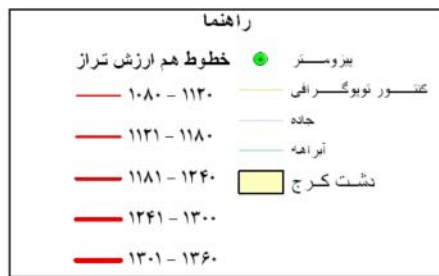 راهنما
پیزومتر
کنتور توپوگرافی
جاده
آبراهه
دشت کرج
خطوط هم ارزش تراز
۱۰۸۰ - ۱۱۲۰
۱۱۲۱ - ۱۱۸۰
۱۱۸۱ - ۱۲۴۰
۱۲۴۱ - ۱۳۰۰
۱۳۰۱ - ۱۳۶۰